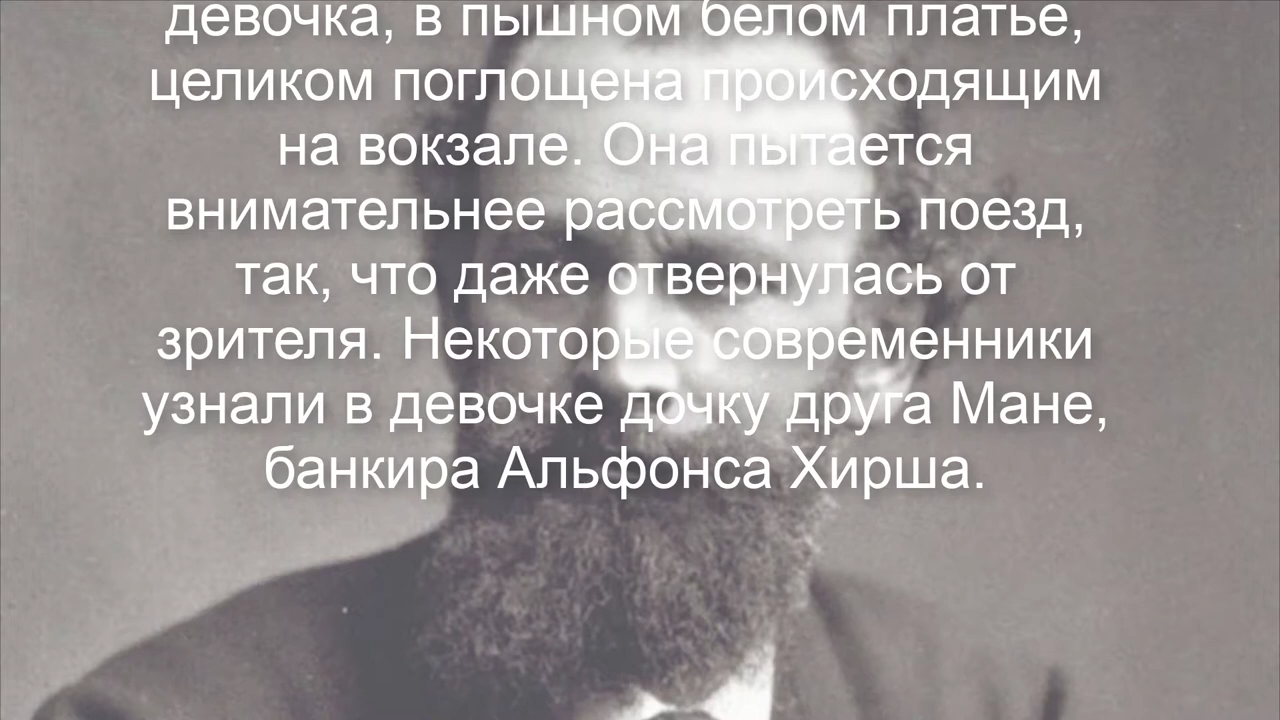 девочка, в пышном белом платье,
целиком поглощена происходящим
на вокзале. Она пытается
внимательнее рассмотреть поезд,
так, что даже отвернулась от
зрителя. Некоторые современники
узнали в девочке дочку друга Мане,
банкира Альфонса Хирша.